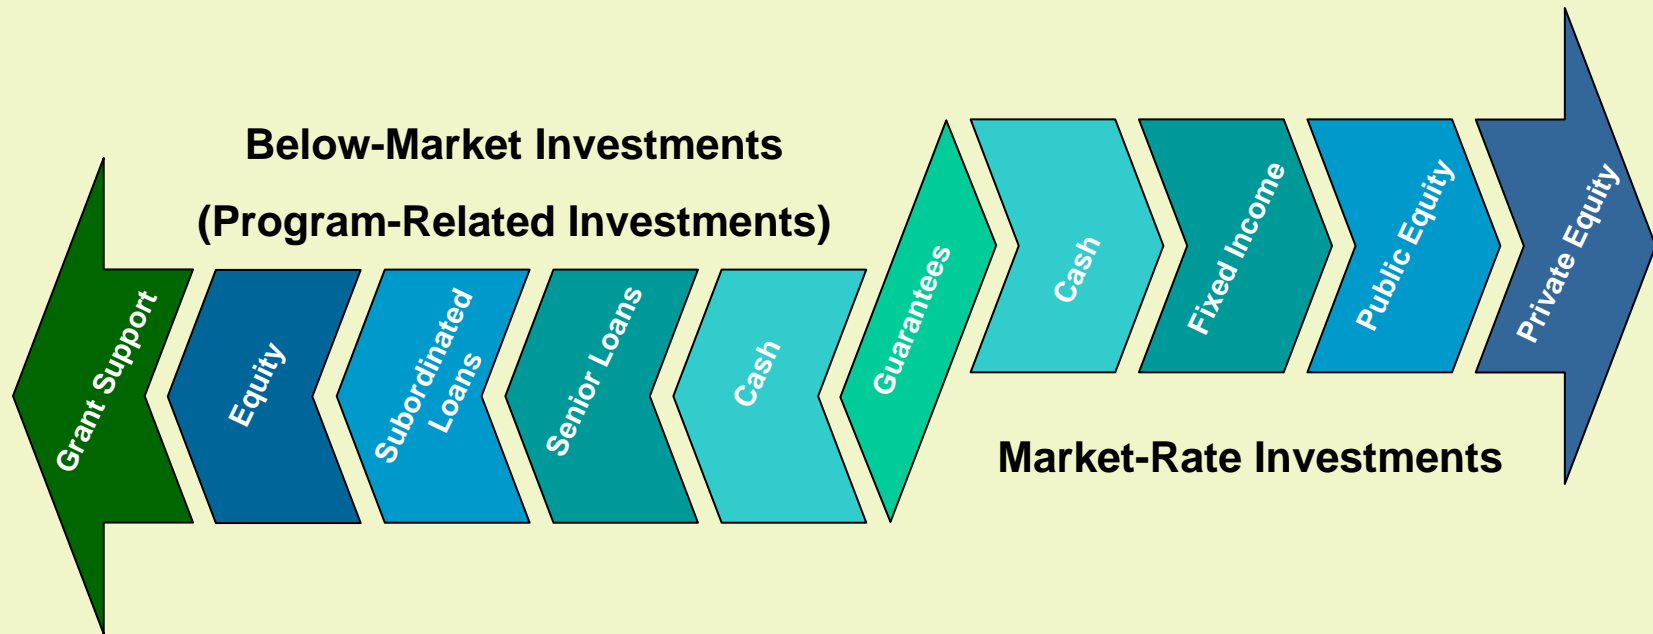 Below-Market Investments
(Program-Related Investments)
Grant Support
Equity
Subordinated
Loans
Senior Loans
Cash
Guarantees
Cash
Fixed Income
Public Equity
Private Equity
Market-Rate Investments